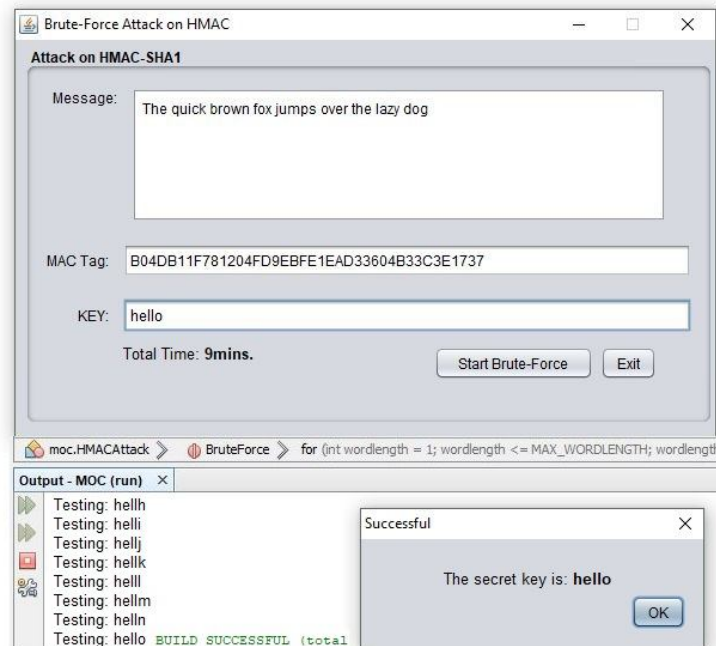 Brute-Force Attack on HMAC
Attack on HMAC-SHA1
Message: The quick brown fox jumps over the lazy dog
MAC Tag: B04DB11F781204FD9EBFE1EAD33604B33C3E1737
KEY: hello
Total Time: 9mins.
Start Brute-Force Exit
moc.HMACAttack BruteForce for (int wordlength = 1; wordlength <= MAX_WORDLENGTH; wordlength
Output - MOC (run)
Testing: hellh
Testing: helli
Testing: hellj
Testing: hellk
Testing: helll
Testing: hellm
Testing: helln
Testing: hello BUILD SUCCESSFUL (total
Successful
The secret key is: hello
OK